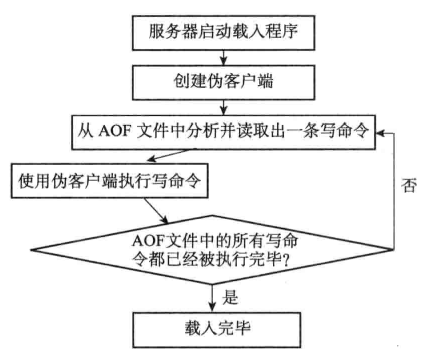 服务器启动载入程序
创建伪客户端
从 AOF 文件中分析并读取出一条写命令
使用伪客户端执行写命令
否
AOF文件中的所有写命
令都已经被执行完毕?
是
载入完毕